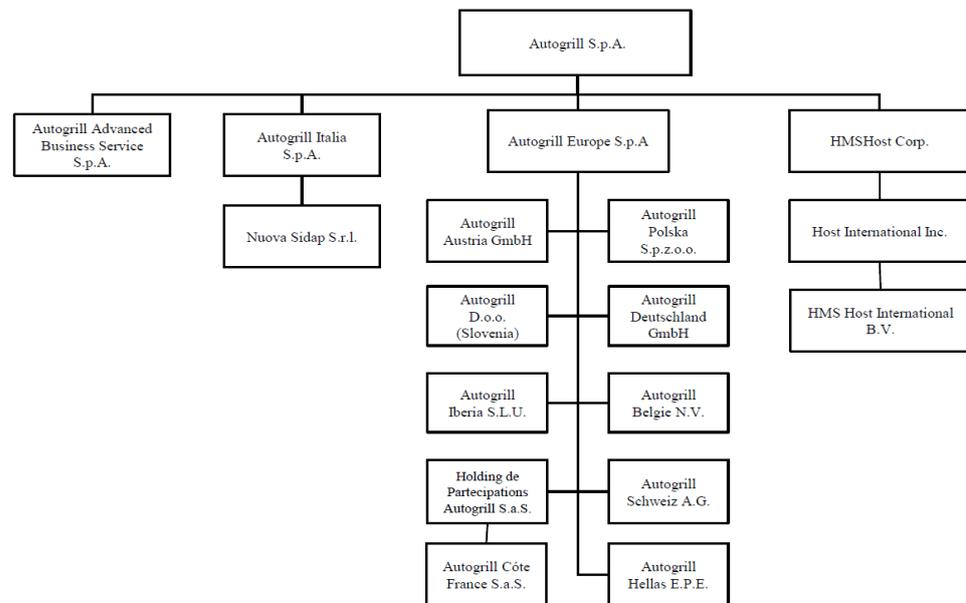 Autogrill S.p.A.
Autogrill Advanced
Business Service
S.p.A.
Autogrill Italia
S.p.A.
Autogrill Europe S.p.A
HMSHost Corp.
Nuova Sidap S.r.l.
Autogrill
Austria GmbH
Autogrill
Polska
S.p.z.o.o.
Host International Inc.
Autogrill
D.o.o.
(Slovenia)
Autogrill
Deutschland
GmbH
HMS Host International
B.V.
Autogrill
Iberia S.L.U.
Autogrill
Belgie N.V.
Holding de
Partecipations
Autogrill S.a.S.
Autogrill
Schweiz A.G.
Autogrill Cóte
France S.a.S.
Autogrill
Hellas E.P.E.